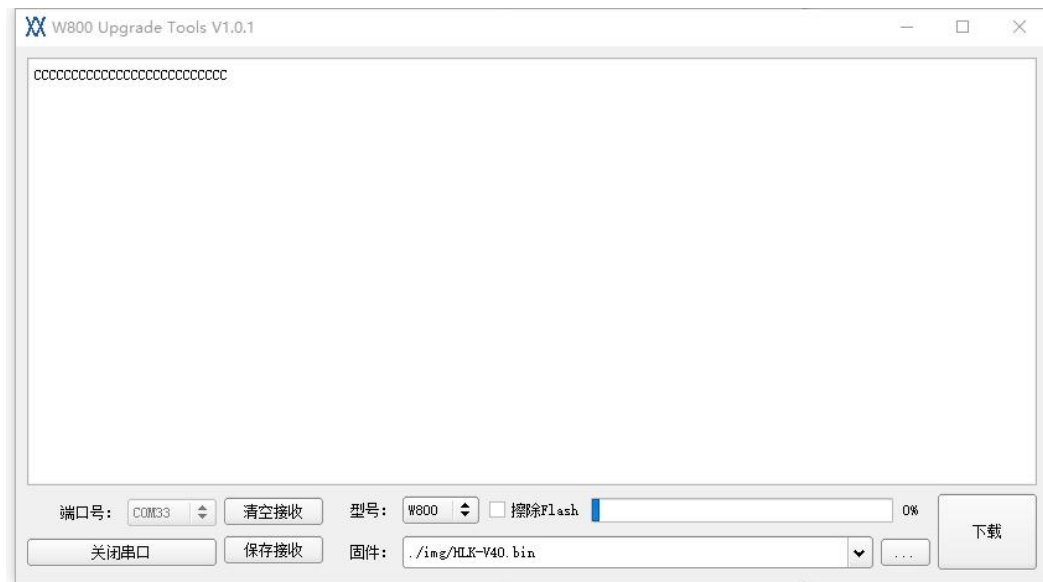 W800 Upgrade Tools V1.0.1
CCCCCCCCCCCCCCCCCCCCCCCCCC
端口号: COM33 清空接收 型号: W800 擦除Flash 0% 下载
关闭串口 保存接收 固件: ./img/HLK-V40.bin ...